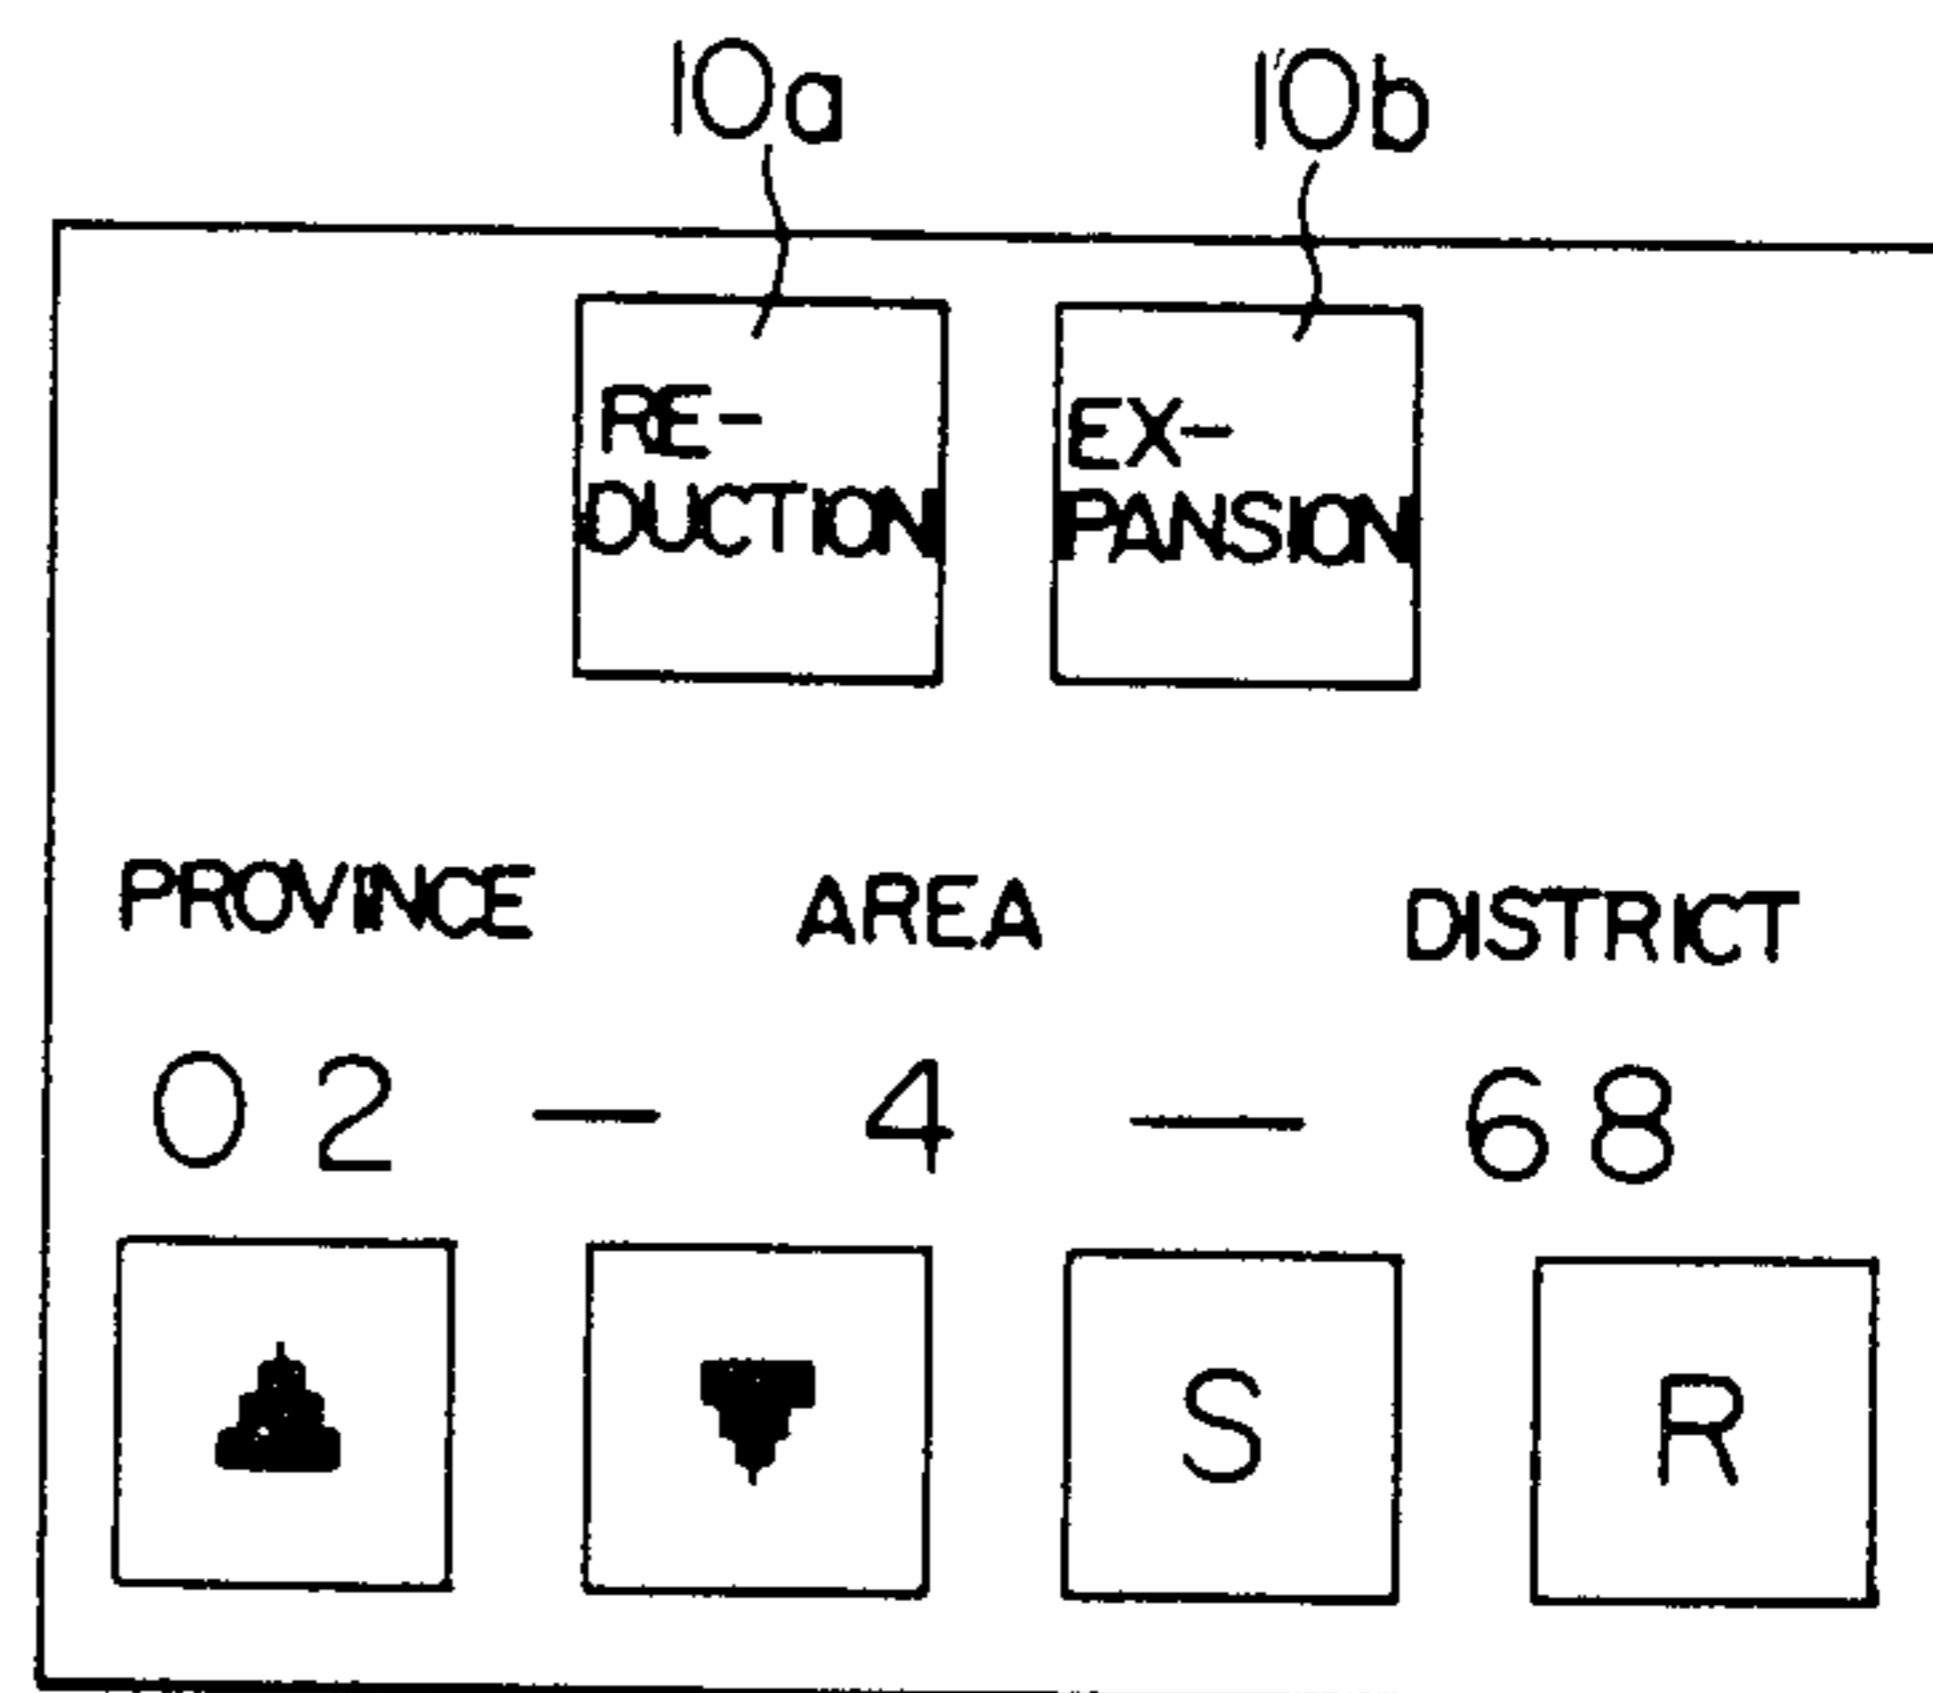 10a 10b
RE- EX-
DUCTION PANSION
PROVINCE AREA DISTRICT
02 — 4 — 68
▲ ▼ S R